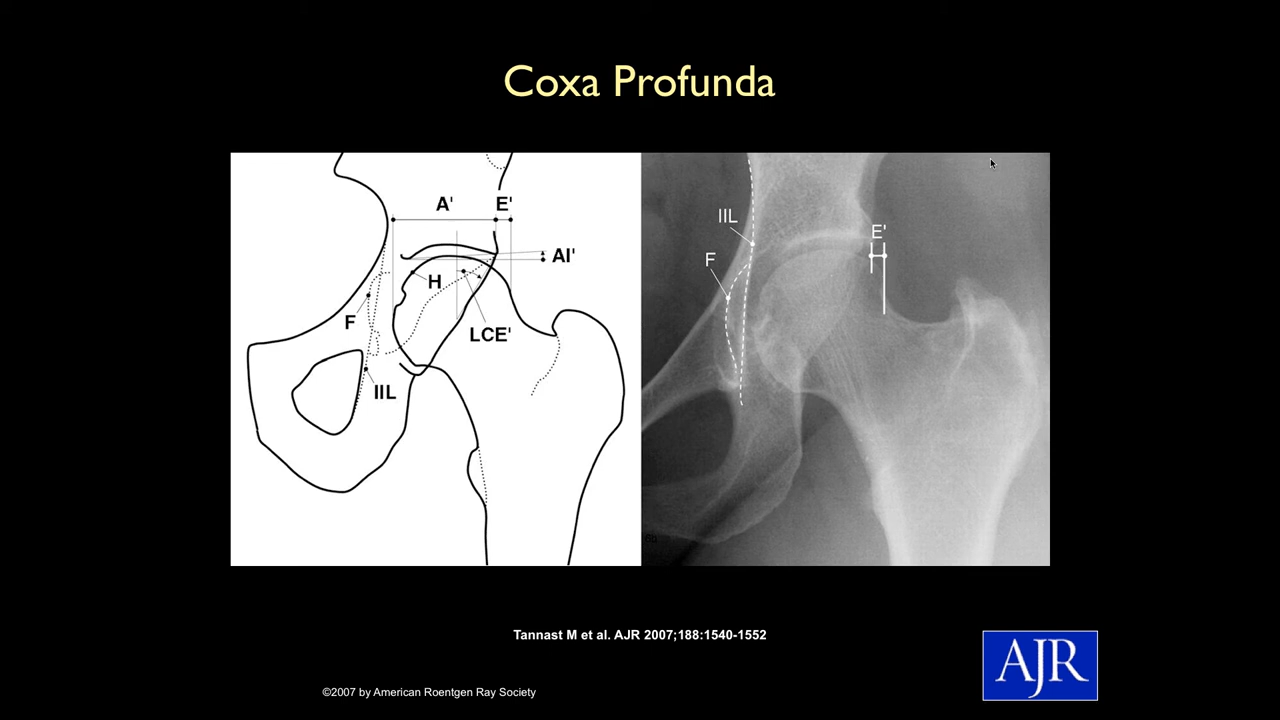 Coxa Profunda
A' E'
AI'
H
F
LCE'
IIL
IIL
E'
F
Tannast M et al. AJR 2007;188:1540-1552
AJR
©2007 by American Roentgen Ray Society